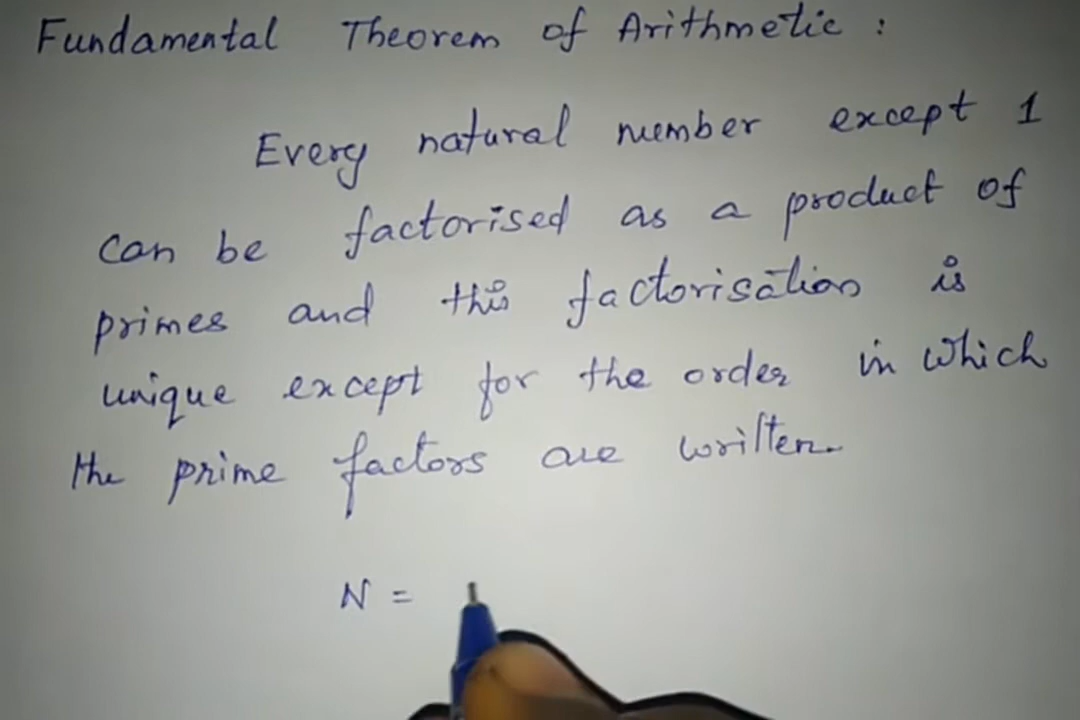 Fundamental Theorem of Arithmetic :
Every natural number except 1
can be factorised as a product of
primes and this factorisation is
unique except for the order in which
the prime factors are written.
N =